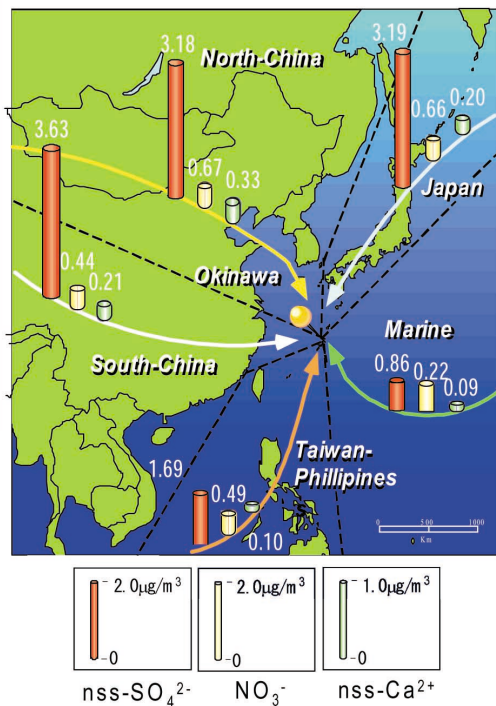 3.18
North-China
3.19
3.63
0.66
0.20
0.67
0.33
Japan
0.44
0.21
Okinawa
Marine
South-China
0.86
0.22
0.09
Taiwan-
Phillipines
1.69
0.49
S
0.10
0 500 1000
Km
2.0µg/m³
2.0µg/m³
1.0µg/m³
0
0
0
nss-SO₄²⁻
NO₃⁻
nss-Ca²⁺